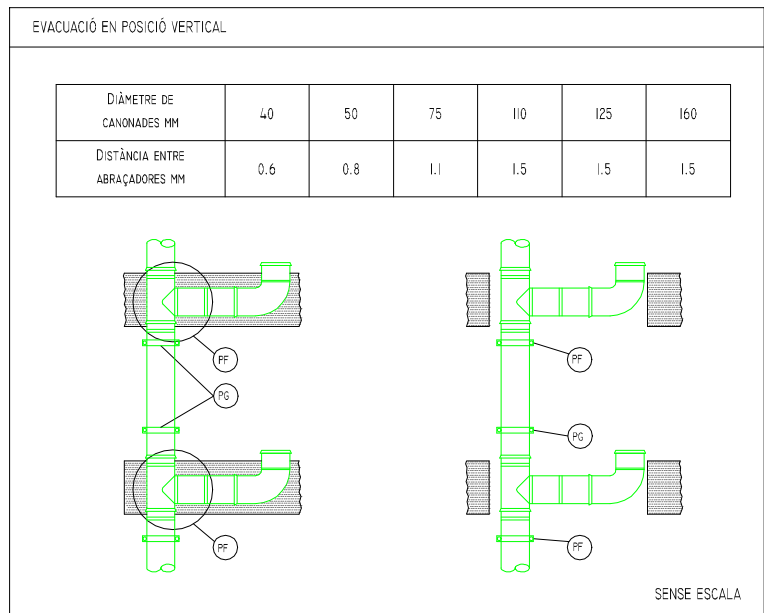 EVACUACIÓ EN POSICIÓ VERTICAL
DIÀMETRE DE
CANONADES MM
40
50
75
110
125
160
DISTÀNCIA ENTRE
ABRAÇADORES MM
0.6
0.8
1.1
1.5
1.5
1.5
PF
PF
PG
PG
PF
PF
SENSE ESCALA